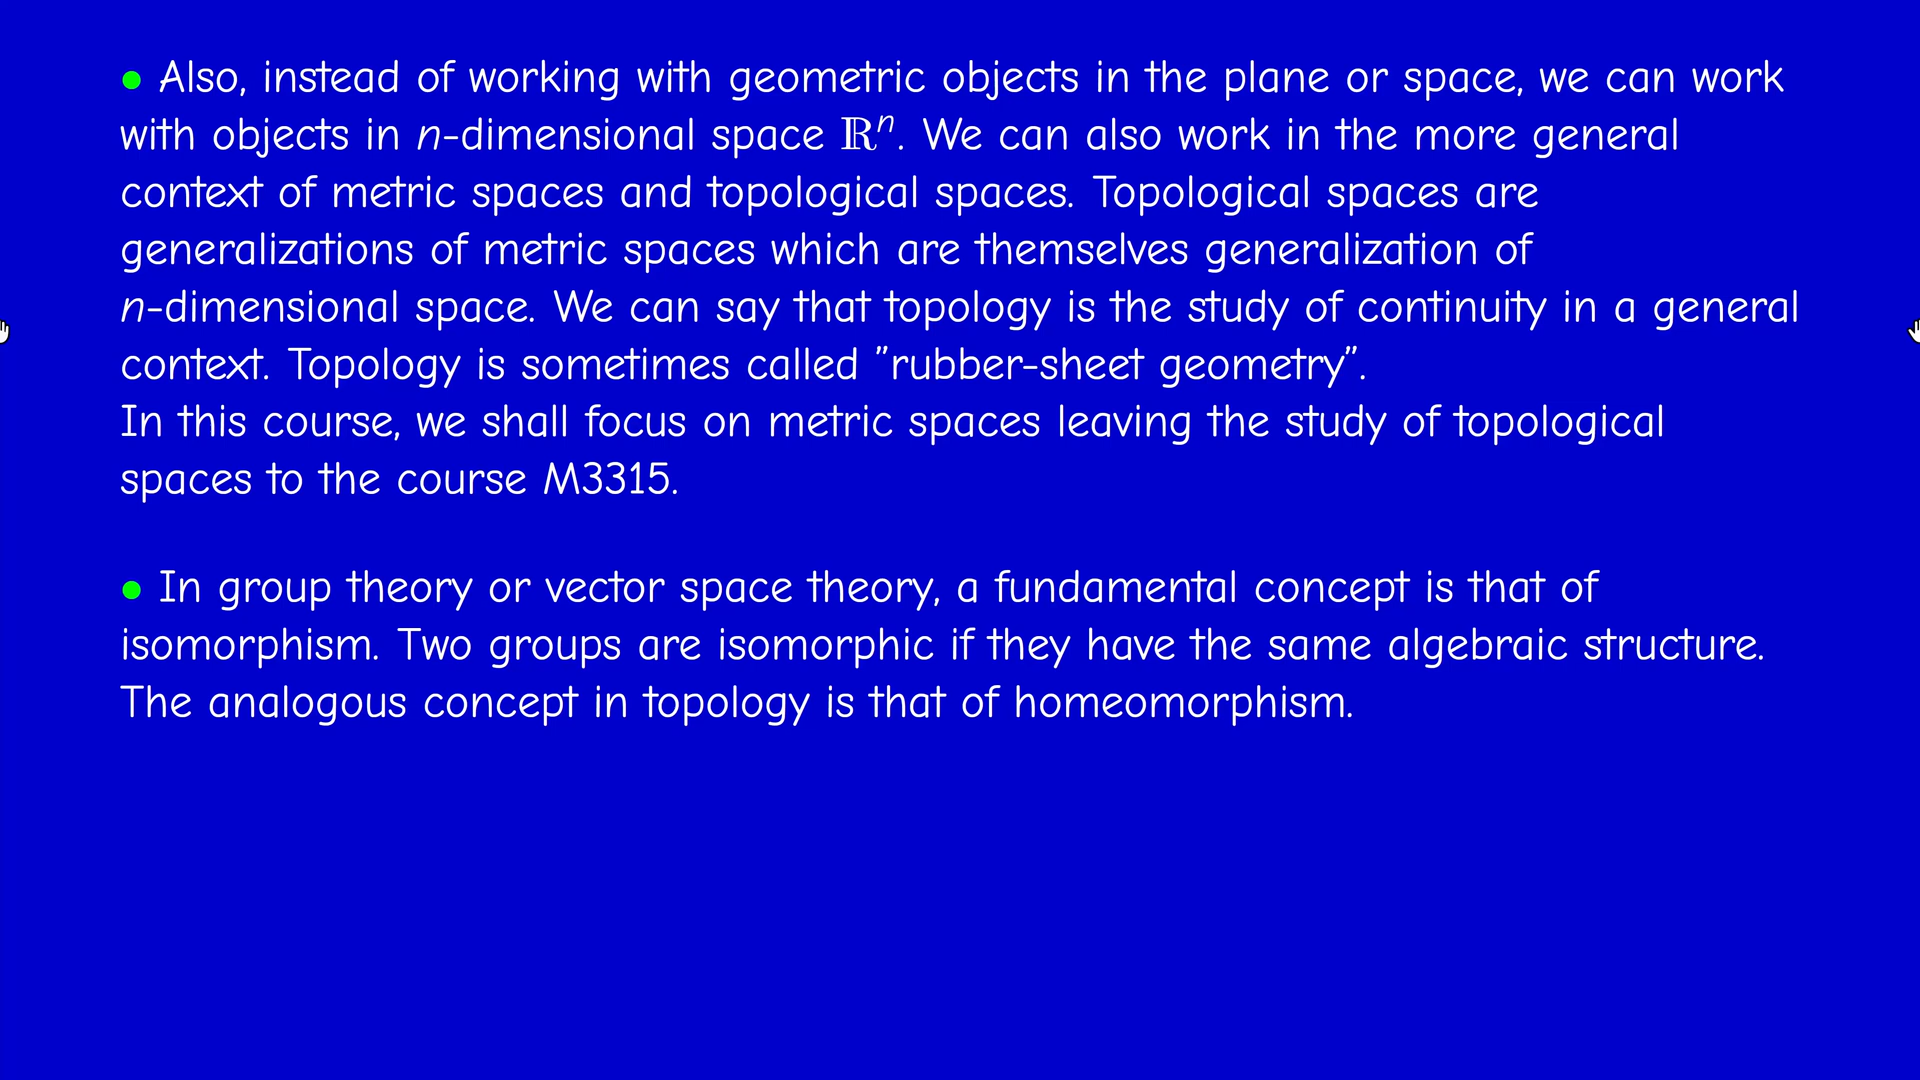 • Also, instead of working with geometric objects in the plane or space, we can work
with objects in n-dimensional space ℝⁿ. We can also work in the more general
context of metric spaces and topological spaces. Topological spaces are
generalizations of metric spaces which are themselves generalization of
n-dimensional space. We can say that topology is the study of continuity in a general
context. Topology is sometimes called "rubber-sheet geometry".
In this course, we shall focus on metric spaces leaving the study of topological
spaces to the course M3315.
• In group theory or vector space theory, a fundamental concept is that of
isomorphism. Two groups are isomorphic if they have the same algebraic structure.
The analogous concept in topology is that of homeomorphism.